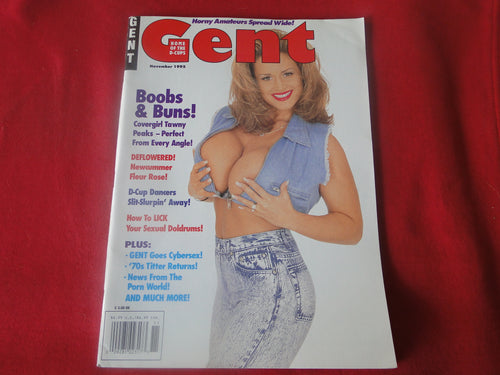 GENT
Horny Amateurs Spread Wide!
Gent
HOME
OF THE
D-CUPS
November 1995
Boobs
& Buns!
Covergirl Tawny
Peaks – Perfect
From Every Angle!
DEFLOWERED!
Newcummer
Fleur Rose!
D-Cup Dancers
Slit-Slurpin' Away!
How To LICK
Your Sexual Doldrums!
PLUS:
· GENT Goes Cybersex!
· '70s Titter Returns!
· News From The
Porn World!
AND MUCH MORE!